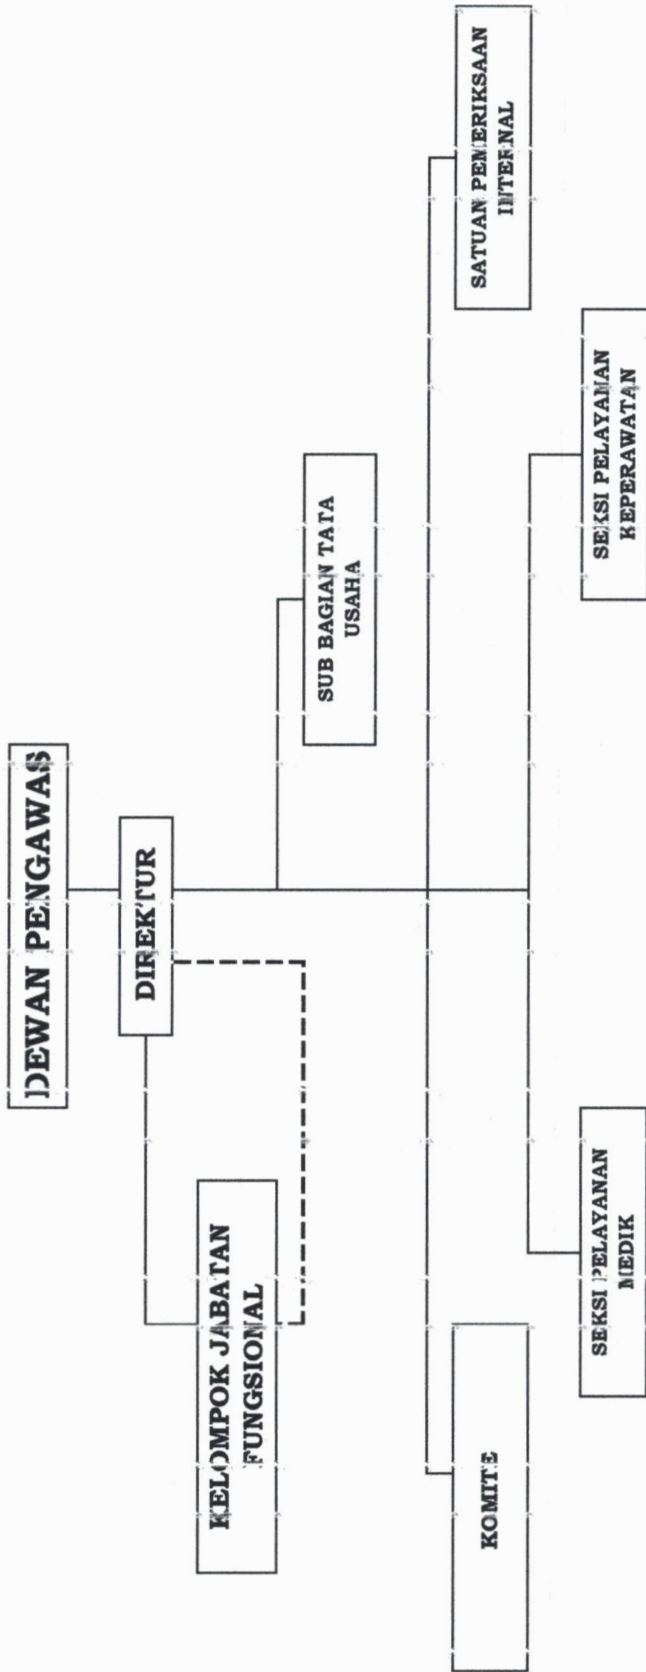 DEWAN PENGAWAS
DIREKTUR
KELOMPOK JABATAN
FUNGSIONAL
SUB BAGIAN TATA
USAHA
KOMITE
SATUAN PEMERIKSAAN
INTERNAL
SEKSI PELAYANAN
MEDIK
SEKSI PELAYANAN
KEPERAWATAN